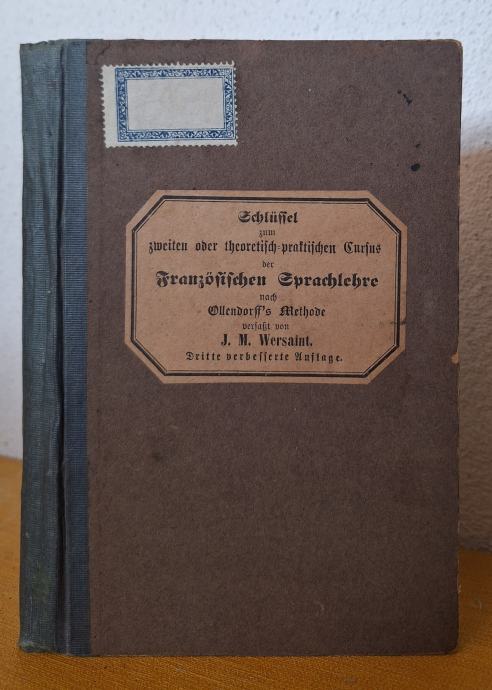 Schlüssel
zum
zweiten oder theoretisch-praktischen Cursus
der
Französischen Sprachlehre
nach
Ollendorff's Methode
verfaßt von
J. M. Wersaint.
Dritte verbesserte Auflage.